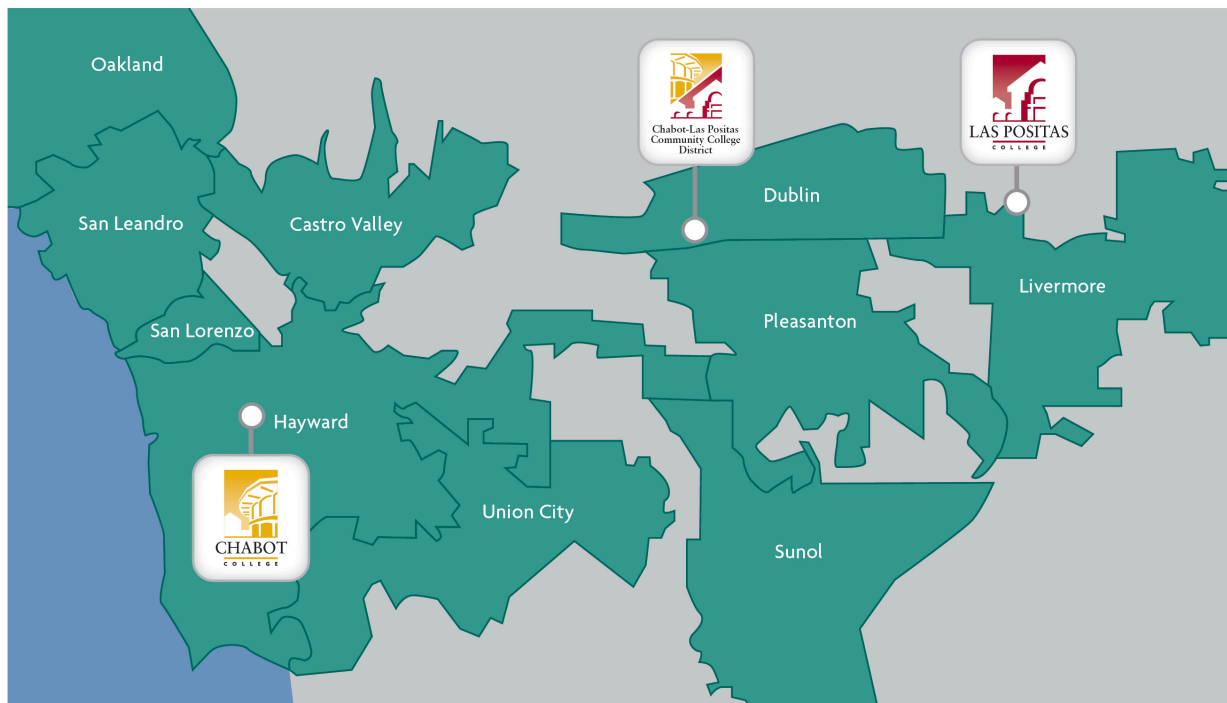 Oakland
Chabot-Las Positas
Community College
District
LAS POSITAS
COLLEGE
Dublin
San Leandro
Castro Valley
Livermore
San Lorenzo
Pleasanton
Hayward
Union City
CHABOT
COLLEGE
Sunol